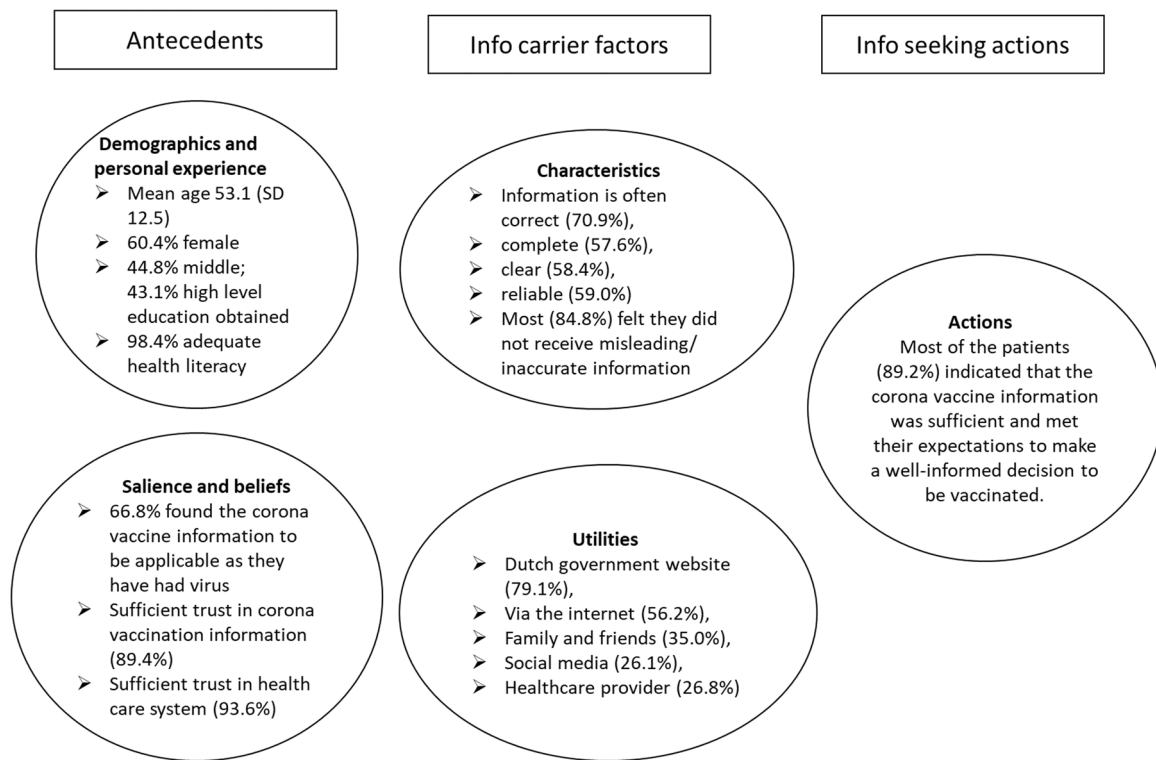 Antecedents
Info carrier factors
Info seeking actions
Demographics and
personal experience
➢ Mean age 53.1 (SD
12.5)
➢ 60.4% female
➢ 44.8% middle;
43.1% high level
education obtained
➢ 98.4% adequate
health literacy
Salience and beliefs
➢ 66.8% found the corona
vaccine information to
be applicable as they
have had virus
➢ Sufficient trust in corona
vaccination information
(89.4%)
➢ Sufficient trust in health
care system (93.6%)
Characteristics
➢ Information is often
correct (70.9%),
➢ complete (57.6%),
➢ clear (58.4%),
➢ reliable (59.0%)
➢ Most (84.8%) felt they did
not receive misleading/
inaccurate information
Utilities
➢ Dutch government website
(79.1%),
➢ Via the internet (56.2%),
➢ Family and friends (35.0%),
➢ Social media (26.1%),
➢ Healthcare provider (26.8%)
Actions
Most of the patients
(89.2%) indicated that the
corona vaccine information
was sufficient and met
their expectations to make
a well-informed decision to
be vaccinated.